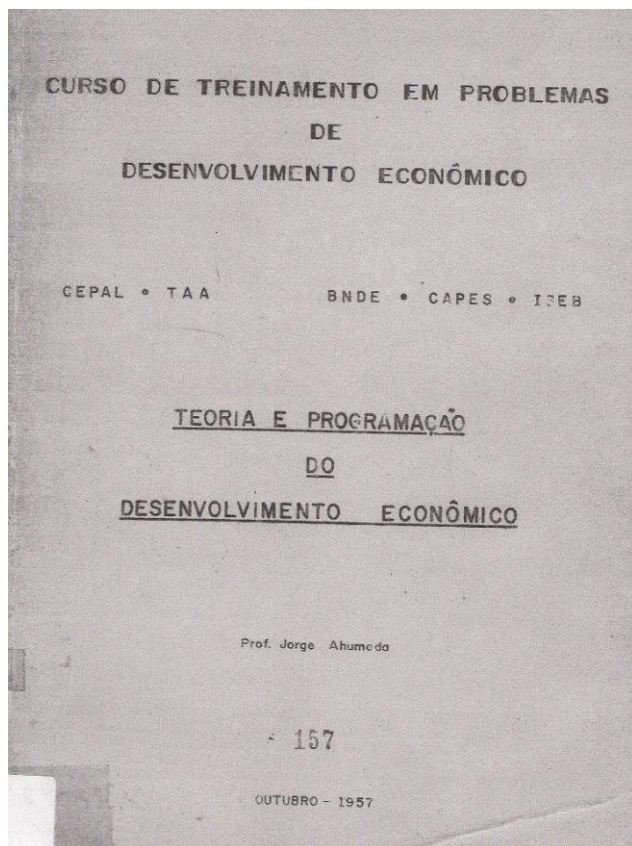 CURSO DE TREINAMENTO EM PROBLEMAS
DE
DESENVOLVIMENTO ECONÔMICO
CEPAL • TAA BNDE • CAPES • ISEB
TEORIA E PROGRAMAÇÃO
DO
DESENVOLVIMENTO ECONÔMICO
Prof. Jorge Ahumada
157
OUTUBRO - 1957